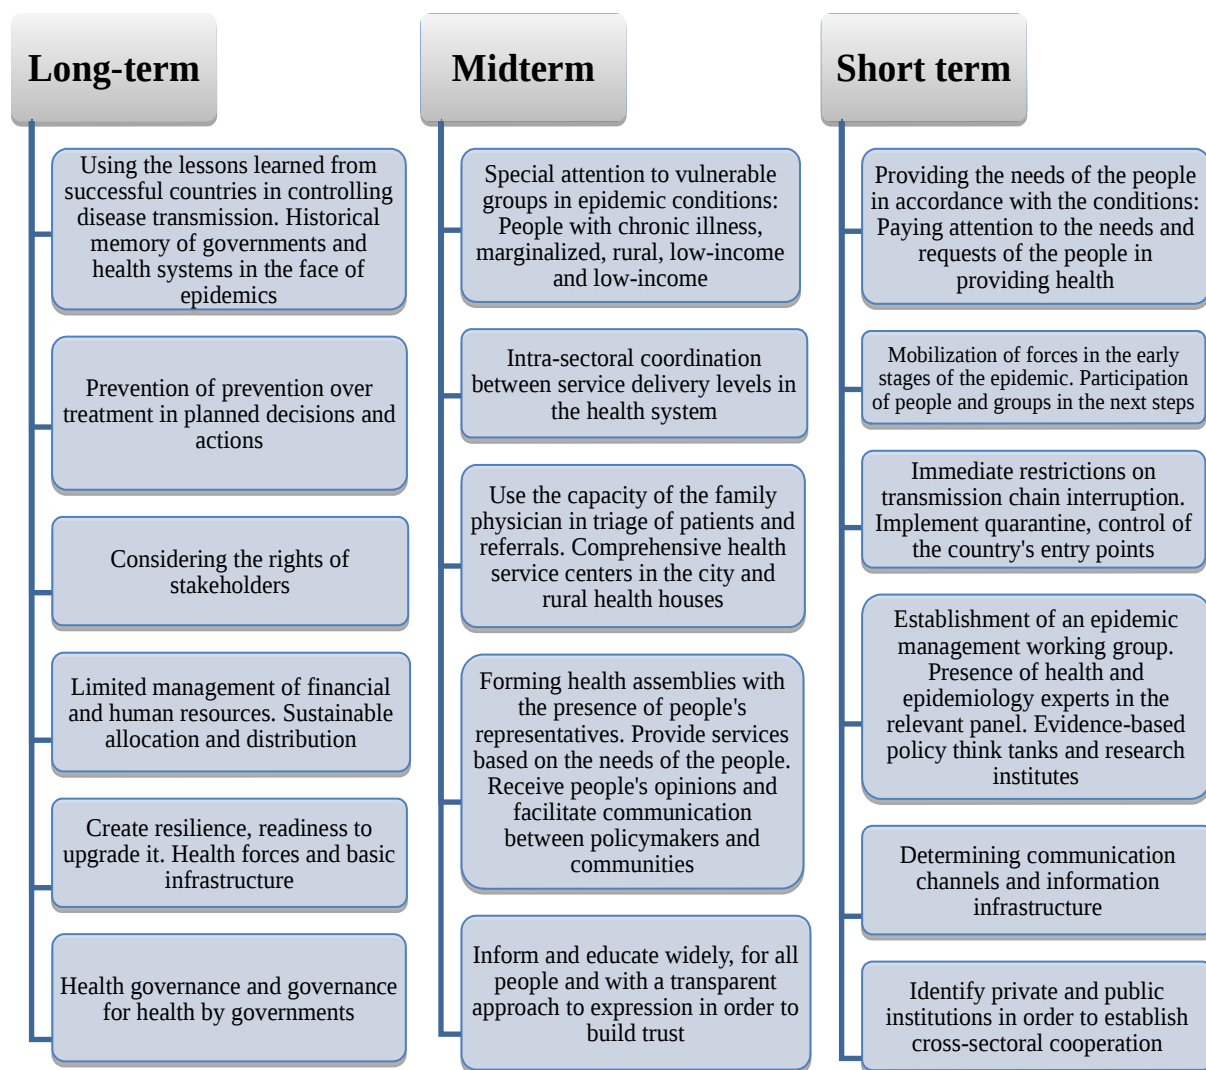 Long-term
Using the lessons learned from
successful countries in controlling
disease transmission. Historical
memory of governments and
health systems in the face of
epidemics
Prevention of prevention over
treatment in planned decisions and
actions
Considering the rights of
stakeholders
Limited management of financial
and human resources. Sustainable
allocation and distribution
Create resilience, readiness to
upgrade it. Health forces and basic
infrastructure
Health governance and governance
for health by governments
Midterm
Special attention to vulnerable
groups in epidemic conditions:
People with chronic illness,
marginalized, rural, low-income
and low-income
Intra-sectoral coordination
between service delivery levels in
the health system
Use the capacity of the family
physician in triage of patients and
referrals. Comprehensive health
service centers in the city and
rural health houses
Forming health assemblies with
the presence of people's
representatives. Provide services
based on the needs of the people.
Receive people's opinions and
facilitate communication
between policymakers and
communities
Inform and educate widely, for all
people and with a transparent
approach to expression in order to
build trust
Short term
Providing the needs of the people
in accordance with the conditions:
Paying attention to the needs and
requests of the people in
providing health
Mobilization of forces in the early
stages of the epidemic. Participation
of people and groups in the next steps
Immediate restrictions on
transmission chain interruption.
Implement quarantine, control of
the country's entry points
Establishment of an epidemic
management working group.
Presence of health and
epidemiology experts in the
relevant panel. Evidence-based
policy think tanks and research
institutes
Determining communication
channels and information
infrastructure
Identify private and public
institutions in order to establish
cross-sectoral cooperation